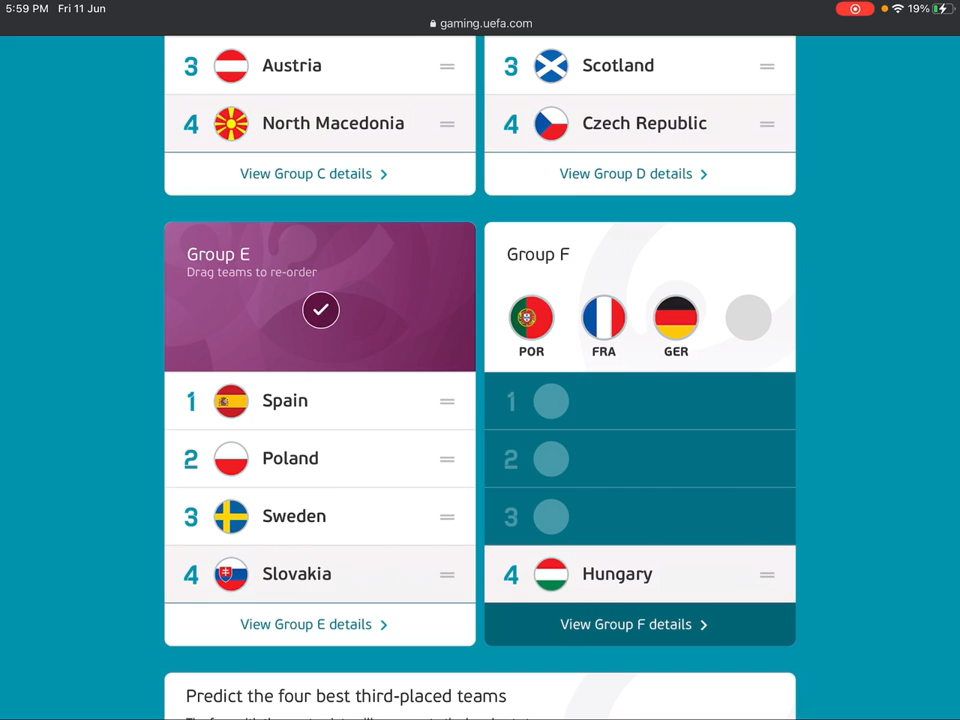 5:59 PM Fri 11 Jun
19%
gaming.uefa.com
3 Austria
4 North Macedonia
View Group C details
3 Scotland
4 Czech Republic
View Group D details
Group E
Drag teams to re-order
1 Spain
2 Poland
3 Sweden
4 Slovakia
View Group E details
Group F
POR FRA GER
1
2
3
4 Hungary
View Group F details
Predict the four best third-placed teams